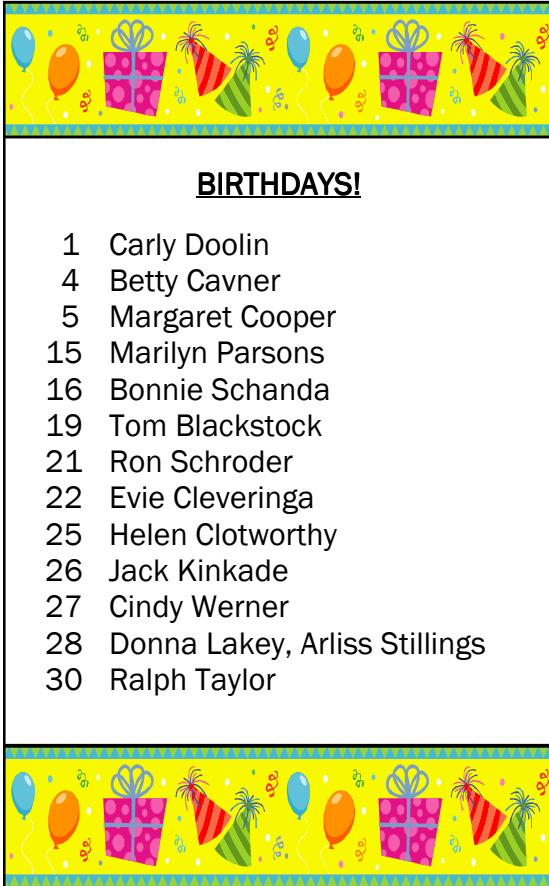 BIRTHDAYS!
1 Carly Doolin
4 Betty Cavner
5 Margaret Cooper
15 Marilyn Parsons
16 Bonnie Schanda
19 Tom Blackstock
21 Ron Schroder
22 Evie Cleveringa
25 Helen Clotworthy
26 Jack Kinkade
27 Cindy Werner
28 Donna Lakey, Arliss Stillings
30 Ralph Taylor